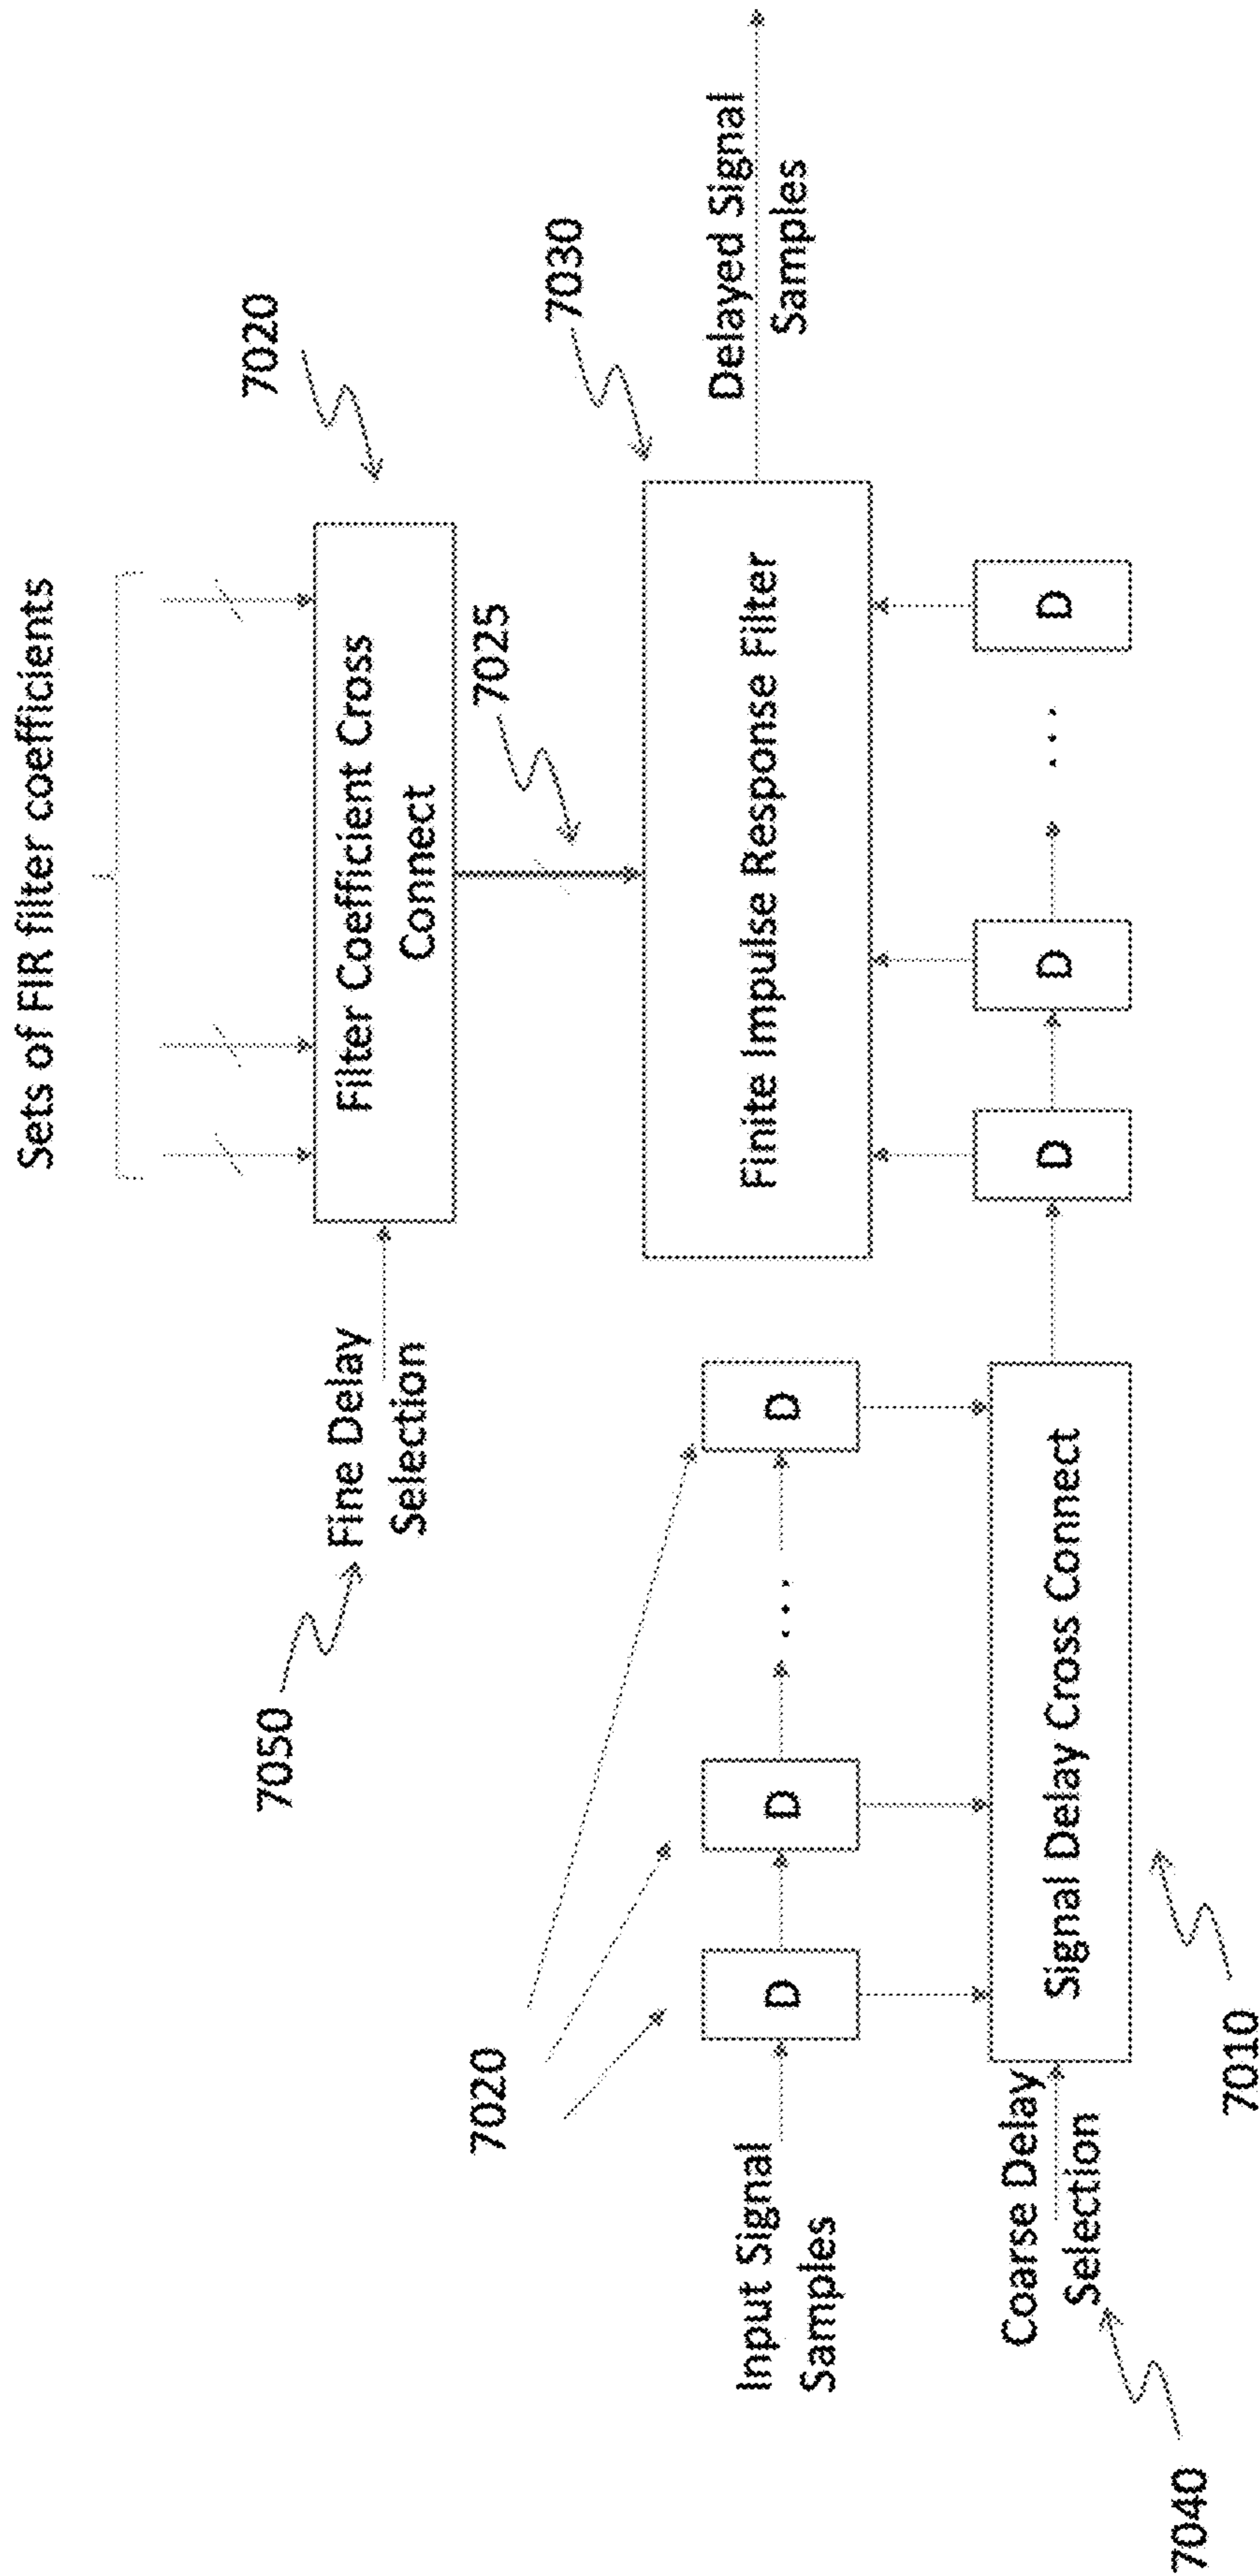 Sets of FIR filter coefficients
7020
Filter Coefficient Cross
Connect
7050
Fine Delay
Selection
7025
7030
7020
Finite Impulse Response Filter
Delayed Signal
Samples
Input Signal
Samples
D
D
...
D
D
D
...
D
Coarse Delay
Selection
Signal Delay Cross Connect
7040
7010